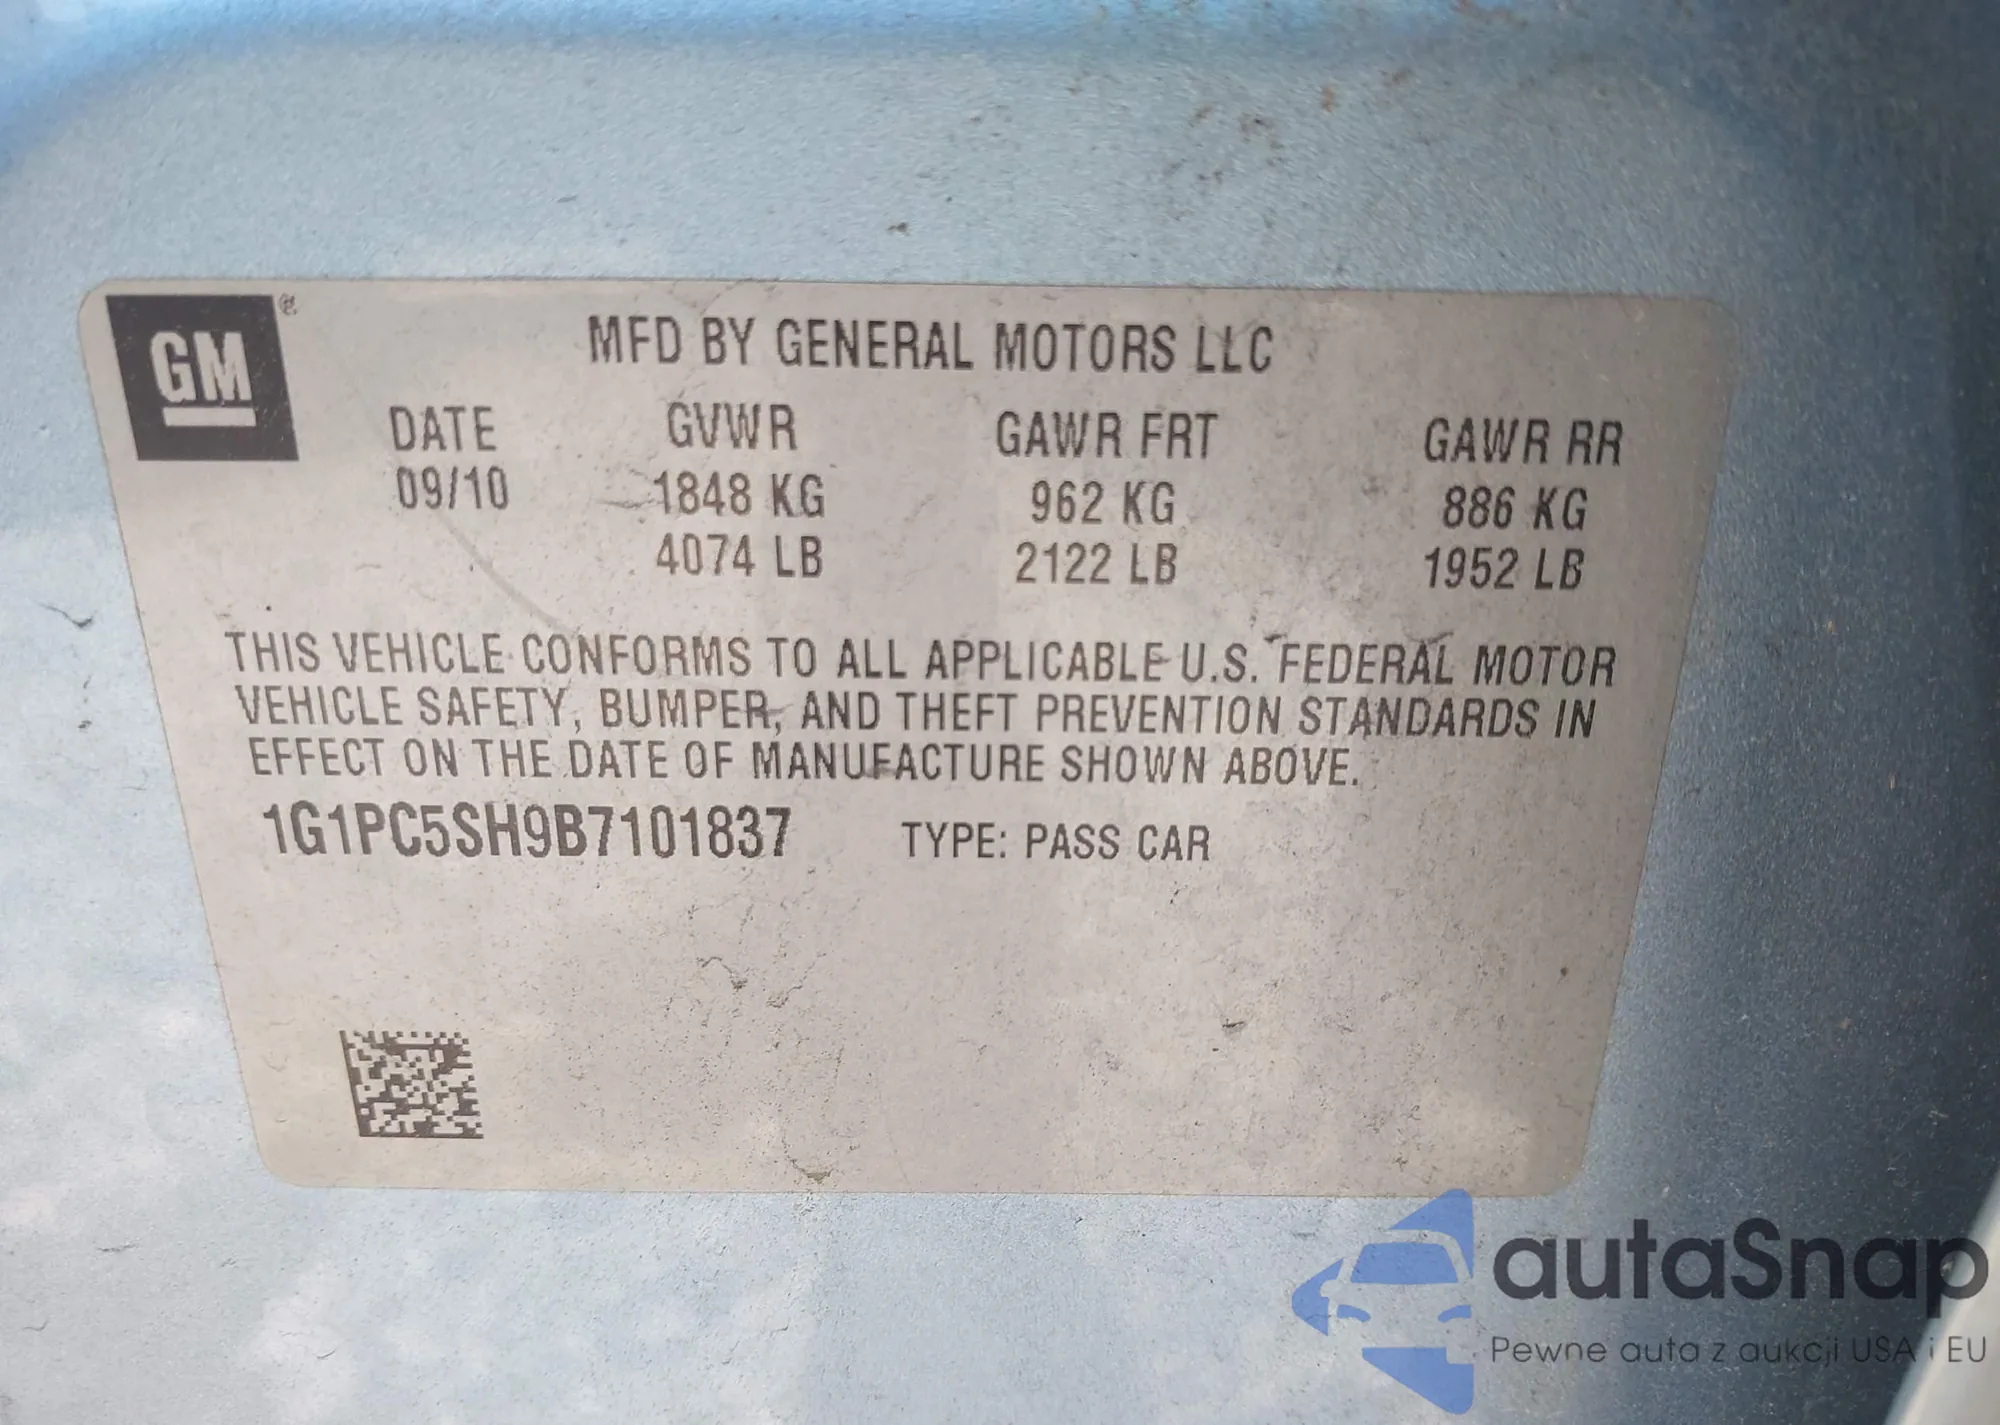 GM®
MFD BY GENERAL MOTORS LLC
DATE GVWR GAWR FRT GAWR RR
09/10 1848 KG 962 KG 886 KG
4074 LB 2122 LB 1952 LB
THIS VEHICLE CONFORMS TO ALL APPLICABLE U.S. FEDERAL MOTOR
VEHICLE SAFETY, BUMPER, AND THEFT PREVENTION STANDARDS IN
EFFECT ON THE DATE OF MANUFACTURE SHOWN ABOVE.
1G1PC5SH9B7101837 TYPE: PASS CAR
autaSnap
Pewne auta z aukcji USA i EU